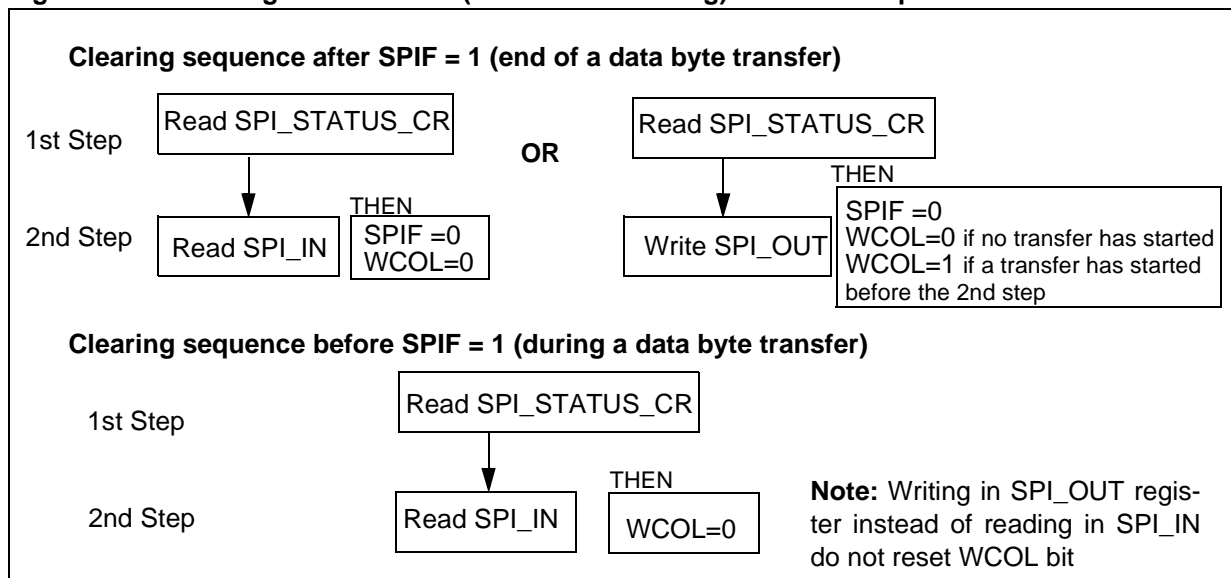 Clearing sequence after SPIF = 1 (end of a data byte transfer)
1st Step
Read SPI_STATUS_CR
OR
Read SPI_STATUS_CR
2nd Step
Read SPI_IN
THEN
SPIF =0
WCOL=0
Write SPI_OUT
THEN
SPIF =0
WCOL=0 if no transfer has started
WCOL=1 if a transfer has started
before the 2nd step
Clearing sequence before SPIF = 1 (during a data byte transfer)
1st Step
Read SPI_STATUS_CR
2nd Step
Read SPI_IN
THEN
WCOL=0
Note: Writing in SPI_OUT regis-
ter instead of reading in SPI_IN
do not reset WCOL bit